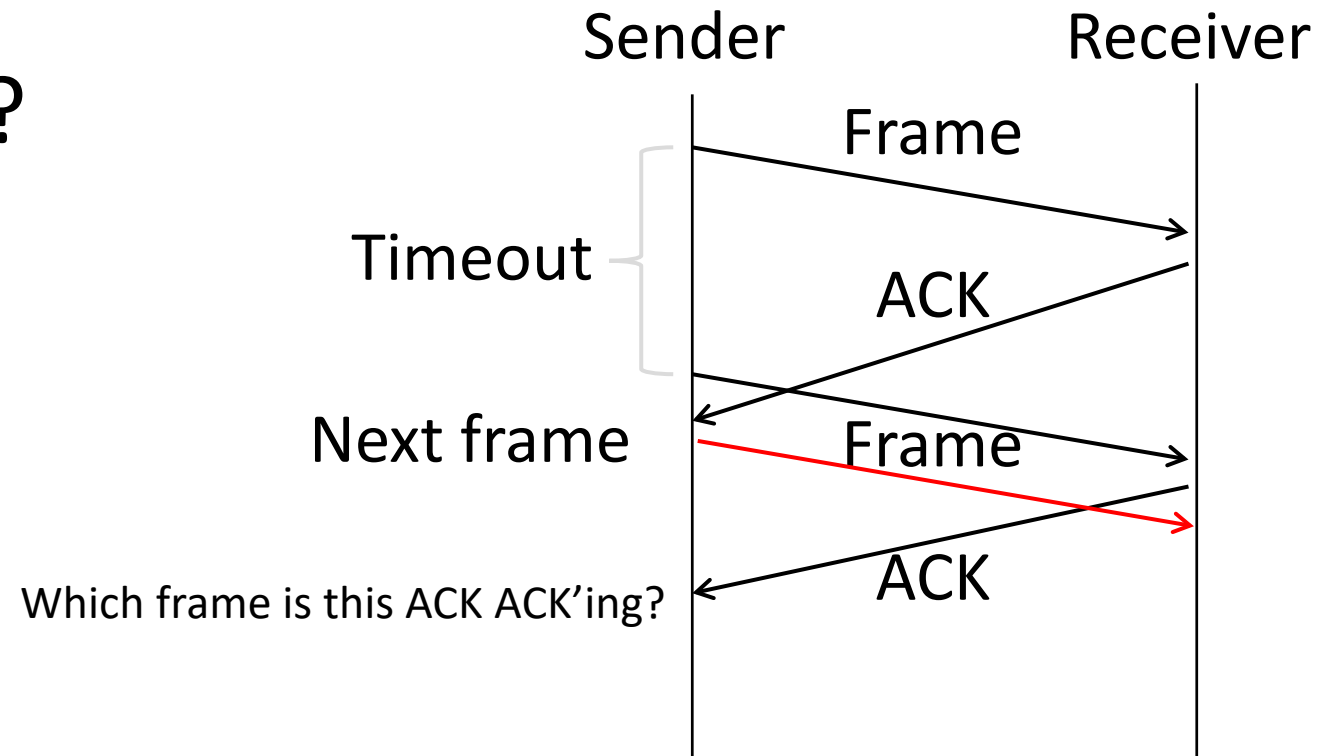 Sender Receiver
?
Frame
Timeout
ACK
Next frame
Frame
ACK
Which frame is this ACK ACK’ing?